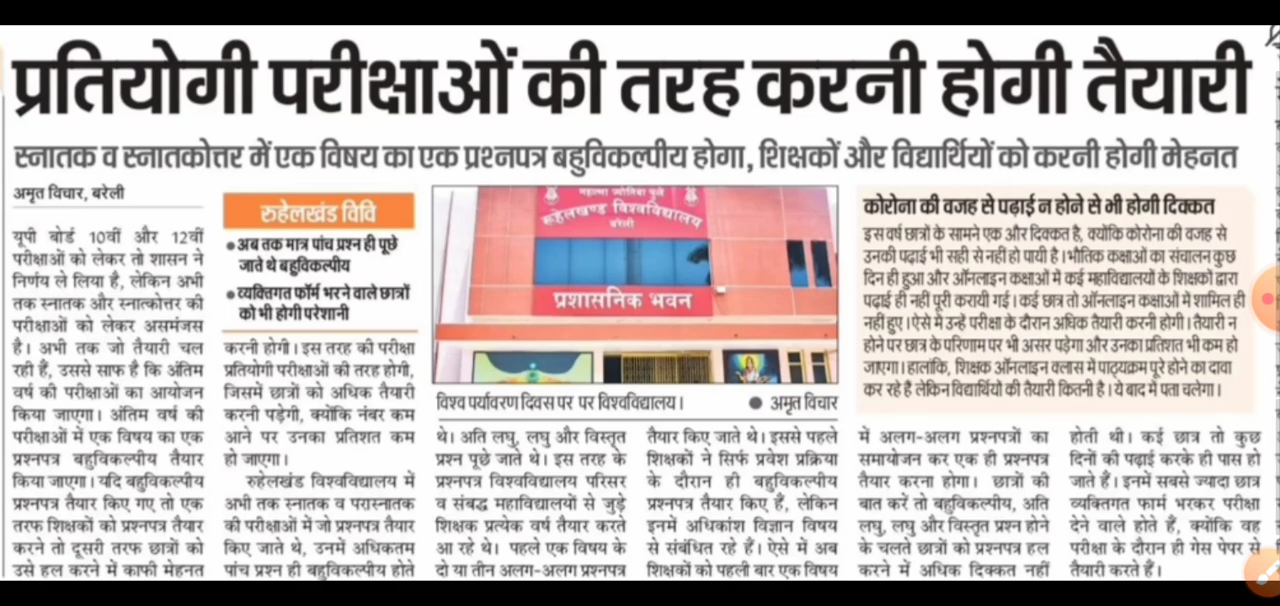 प्रतियोगी परीक्षाओं की तरह करनी होगी तैयारी
स्नातक व स्नातकोत्तर में एक विषय का एक प्रश्नपत्र बहुविकल्पीय होगा, शिक्षकों और विद्यार्थियों को करनी होगी मेहनत
अमृत विचार, बरेली
यूपी बोर्ड 10वीं और 12वीं
परीक्षाओं को लेकर तो शासन ने
निर्णय ले लिया है, लेकिन अभी
तक स्नातक और स्नात्कोत्तर की
परीक्षाओं को लेकर असमंजस
है। अभी तक जो तैयारी चल
रही है, उससे साफ है कि अंतिम
वर्ष की परीक्षाओं का आयोजन
किया जाएगा। अंतिम वर्ष की
परीक्षाओं में एक विषय का एक
प्रश्नपत्र बहुविकल्पीय तैयार
किया जाएगा। यदि बहुविकल्पीय
प्रश्नपत्र तैयार किए गए तो एक
तरफ शिक्षकों को प्रश्नपत्र तैयार
करने तो दूसरी तरफ छात्रों को
उसे हल करने में काफी मेहनत
रुहेलखंड विवि
●अब तक मात्र पांच प्रश्न ही पूछे
जाते थे बहुविकल्पीय
●व्यक्तिगत फॉर्म भरने वाले छात्रों
को भी होगी परेशानी
करनी होगी। इस तरह की परीक्षा
प्रतियोगी परीक्षाओं की तरह होगी,
जिसमें छात्रों को अधिक तैयारी
करनी पड़ेगी, क्योंकि नंबर कम
आने पर उनका प्रतिशत कम
हो जाएगा।
रुहेलखंड विश्वविद्यालय में
अभी तक स्नातक व परास्नातक
की परीक्षाओं में जो प्रश्नपत्र तैयार
किए जाते थे, उनमें अधिकतम
पांच प्रश्न ही बहुविकल्पीय होते
महात्मा ज्योतिबा फुले
रूहेलखण्ड विश्वविद्यालय
बरेली
प्रशासनिक भवन
विश्व पर्यावरण दिवस पर पर विश्वविद्यालय। ● अमृत विचार
थे। अति लघु, लघु और विस्तृत
प्रश्न पूछे जाते थे। इस तरह के
प्रश्नपत्र विश्वविद्यालय परिसर
व संबद्ध महाविद्यालयों से जुड़े
शिक्षक प्रत्येक वर्ष तैयार करते
आ रहे थे। पहले एक विषय के
दो या तीन अलग-अलग प्रश्नपत्र
तैयार किए जाते थे। इससे पहले
शिक्षकों ने सिर्फ प्रवेश प्रक्रिया
के दौरान ही बहुविकल्पीय
प्रश्नपत्र तैयार किए हैं, लेकिन
इनमें अधिकांश विज्ञान विषय
से संबंधित रहे हैं। ऐसे में अब
शिक्षकों को पहली बार एक विषय
कोरोना की वजह से पढ़ाई न होने से भी होगी दिक्कत
इस वर्ष छात्रों के सामने एक और दिक्कत है, क्योंकि कोरोना की वजह से
उनकी पढ़ाई भी सही से नहीं हो पायी है। भौतिक कक्षाओं का संचालन कुछ
दिन ही हुआ और ऑनलाइन कक्षाओं में कई महाविद्यालयों के शिक्षकों द्वारा
पढ़ाई ही नहीं पूरी करायी गई। कई छात्र तो ऑनलाइन कक्षाओं में शामिल ही
नहीं हुए। ऐसे में उन्हें परीक्षा के दौरान अधिक तैयारी करनी होगी। तैयारी न
होने पर छात्र के परिणाम पर भी असर पड़ेगा और उनका प्रतिशत भी कम हो
जाएगा। हालांकि, शिक्षक ऑनलाइन क्लास में पाठ्यक्रम पूरे होने का दावा
कर रहे हैं लेकिन विद्यार्थियों की तैयारी कितनी है। ये बाद में पता चलेगा।
में अलग-अलग प्रश्नपत्रों का
समायोजन कर एक ही प्रश्नपत्र
तैयार करना होगा। छात्रों की
बात करें तो बहुविकल्पीय, अति
लघु, लघु और विस्तृत प्रश्न होने
के चलते छात्रों को प्रश्नपत्र हल
करने में अधिक दिक्कत नहीं
होती थी। कई छात्र तो कुछ
दिनों की पढ़ाई करके ही पास हो
जाते हैं। इनमें सबसे ज्यादा छात्र
व्यक्तिगत फार्म भरकर परीक्षा
देने वाले होते हैं, क्योंकि वह
परीक्षा के दौरान ही गेस पेपर से
तैयारी करते हैं।